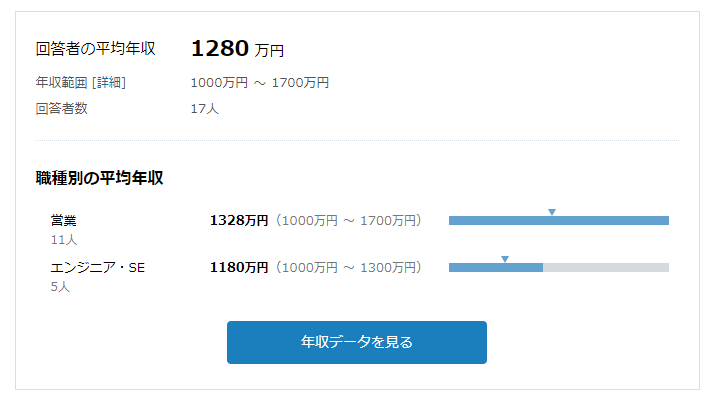 回答者の平均年収 1280 万円
年収範囲 [詳細] 1000万円 ～ 1700万円
回答者数 17人
職種別の平均年収
営業 1328万円（1000万円 ～ 1700万円）
11人
エンジニア・SE 1180万円（1000万円 ～ 1300万円）
5人
年収データを見る